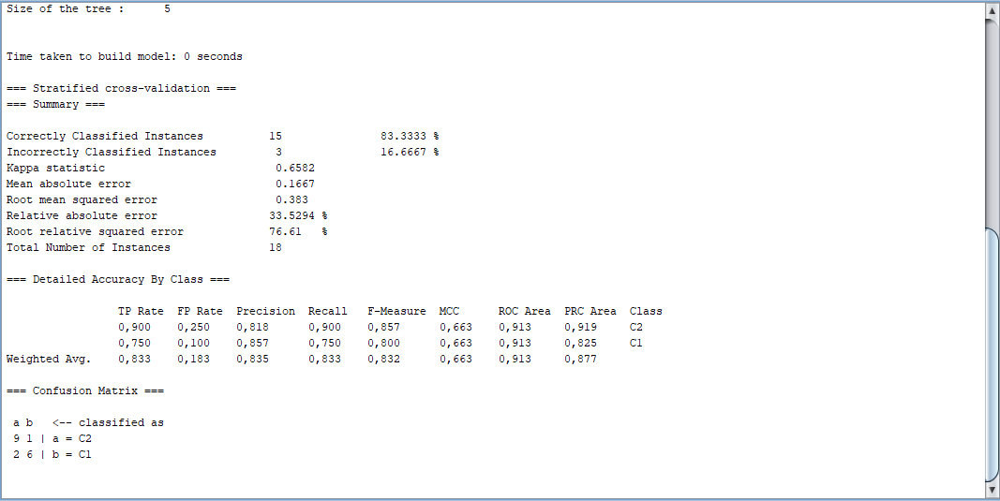 Size of the tree :      5
Time taken to build model: 0 seconds
=== Stratified cross-validation ===
=== Summary ===
Correctly Classified Instances          15               83.3333 %
Incorrectly Classified Instances         3               16.6667 %
Kappa statistic                          0.6582
Mean absolute error                      0.1667
Root mean squared error                  0.383
Relative absolute error                 33.5294 %
Root relative squared error             76.61   %
Total Number of Instances               18
=== Detailed Accuracy By Class ===
                 TP Rate  FP Rate  Precision  Recall   F-Measure  MCC      ROC Area  PRC Area  Class
                 0,900    0,250    0,818      0,900    0,857      0,663    0,913     0,919     C2
                 0,750    0,100    0,857      0,750    0,800      0,663    0,913     0,825     C1
Weighted Avg.    0,833    0,183    0,835      0,833    0,832      0,663    0,913     0,877
=== Confusion Matrix ===
 a b   <-- classified as
 9 1 | a = C2
 2 6 | b = C1